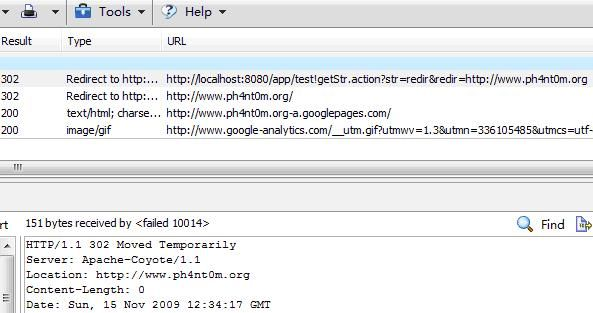 Tools Help
Result Type URL
302 Redirect to http:... http://localhost:8080/app/test!getStr.action?str=redir&redir=http://www.ph4nt0m.org
302 Redirect to http:... http://www.ph4nt0m.org/
200 text/html; charse... http://www.ph4nt0m.org-a.googlepages.com/
200 image/gif http://www.google-analytics.com/__utm.gif?utmwv=1.3&utmn=336105485&utmcs=utf-
rt 151 bytes received by <failed 10014> Find
HTTP/1.1 302 Moved Temporarily
Server: Apache-Coyote/1.1
Location: http://www.ph4nt0m.org
Content-Length: 0
Date: Sun, 15 Nov 2009 12:34:17 GMT